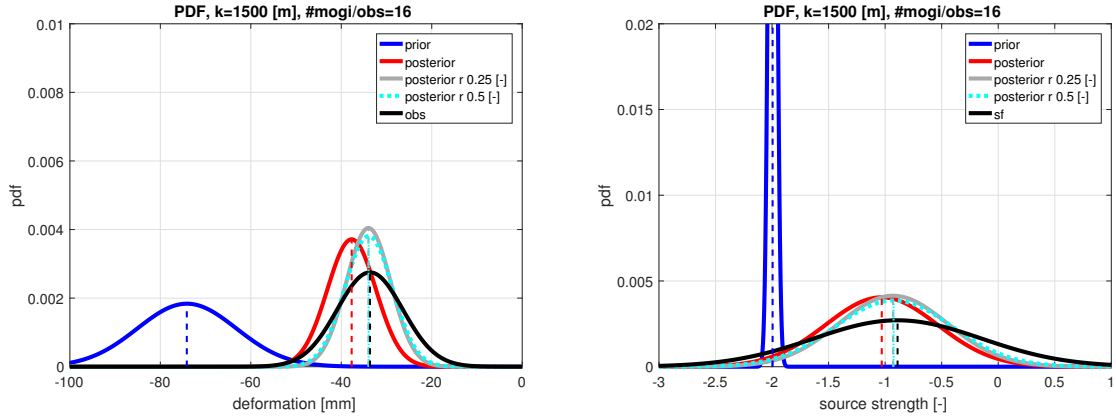 PDF, k=1500 [m], #mogi/obs=16
0.01
0.008
0.006
0.004
0.002
0
pdf
-100
-80
-60
-40
-20
0
deformation [mm]
prior
posterior
posterior r 0.25 [-]
posterior r 0.5 [-]
obs
PDF, k=1500 [m], #mogi/obs=16
0.02
0.015
0.01
0.005
0
pdf
-3
-2.5
-2
-1.5
-1
-0.5
0
0.5
1
source strength [-]
prior
posterior
posterior r 0.25 [-]
posterior r 0.5 [-]
sf